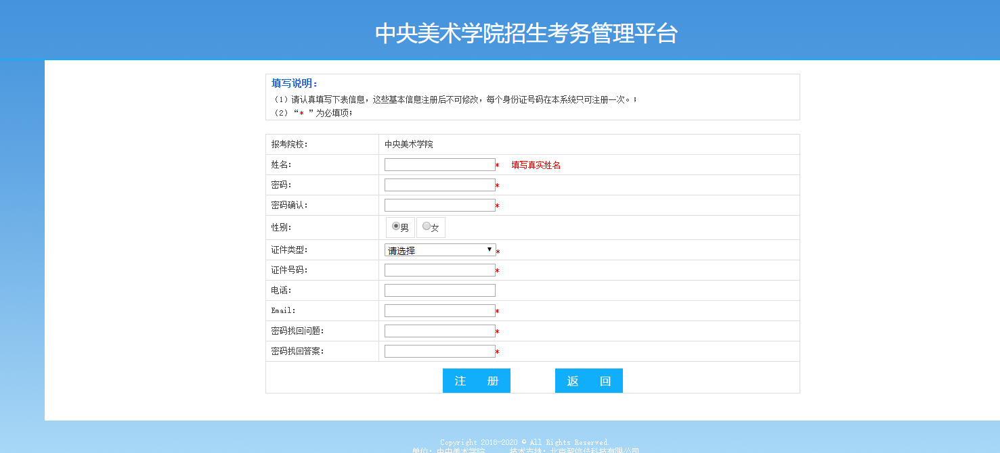 中央美术学院招生考务管理平台
填写说明：
（1）请认真填写下表信息，这些基本信息注册后不可修改，每个身份证号码在本系统只可注册一次。；
（2）“* ”为必填项；
报考院校： 中央美术学院
姓名： * 填写真实姓名
密码： *
密码确认： *
性别： 男 女
证件类型： 请选择 *
证件号码： *
电话：
Email: *
密码找回问题： *
密码找回答案： *
注 册 返 回
Copyright 2018-2020 © All Rights Reserved.
单位：中央美术学院 技术支持：北京智信佳科技有限公司